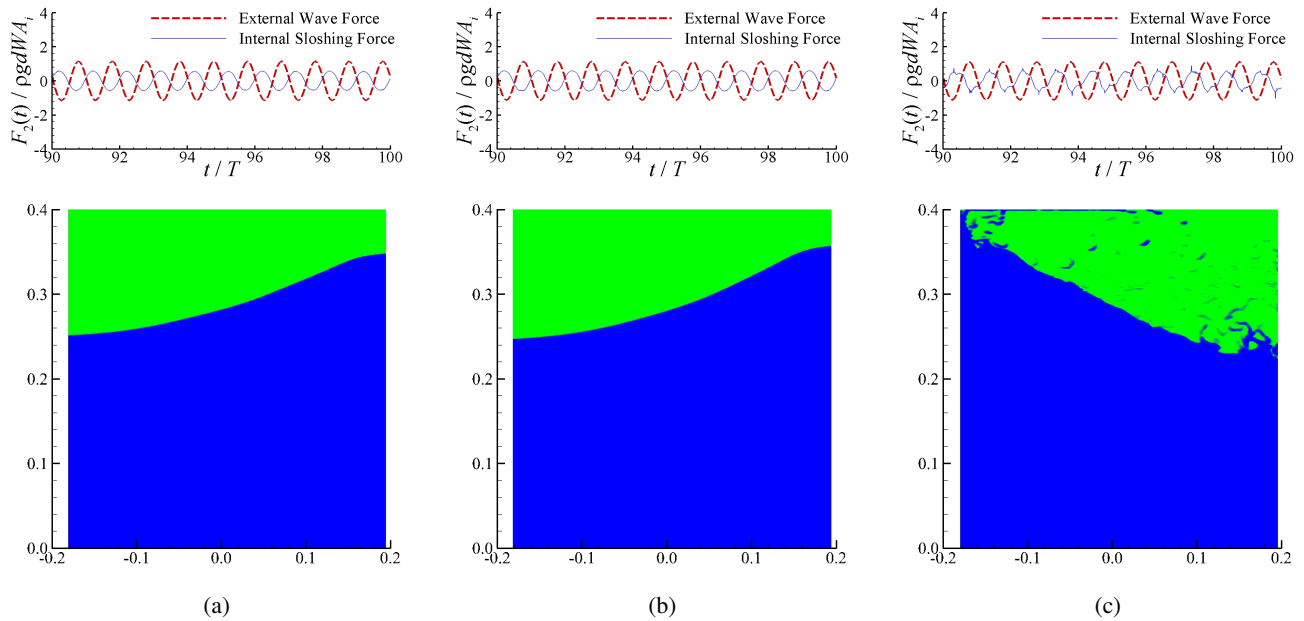 4
2
0
-2
-4
F₂(t) / ρgdWAᵢ
External Wave Force
Internal Sloshing Force
90 92 94 96 98 100
t / T
4
2
0
-2
-4
F₂(t) / ρgdWAᵢ
External Wave Force
Internal Sloshing Force
90 92 94 96 98 100
t / T
4
2
0
-2
-4
F₂(t) / ρgdWAᵢ
External Wave Force
Internal Sloshing Force
90 92 94 96 98 100
t / T
0.4
0.3
0.2
0.1
0.0
-0.2 -0.1 0.0 0.1 0.2
0.4
0.3
0.2
0.1
0.0
-0.2 -0.1 0.0 0.1 0.2
0.4
0.3
0.2
0.1
0.0
-0.2 -0.1 0.0 0.1 0.2
(a) (b) (c)